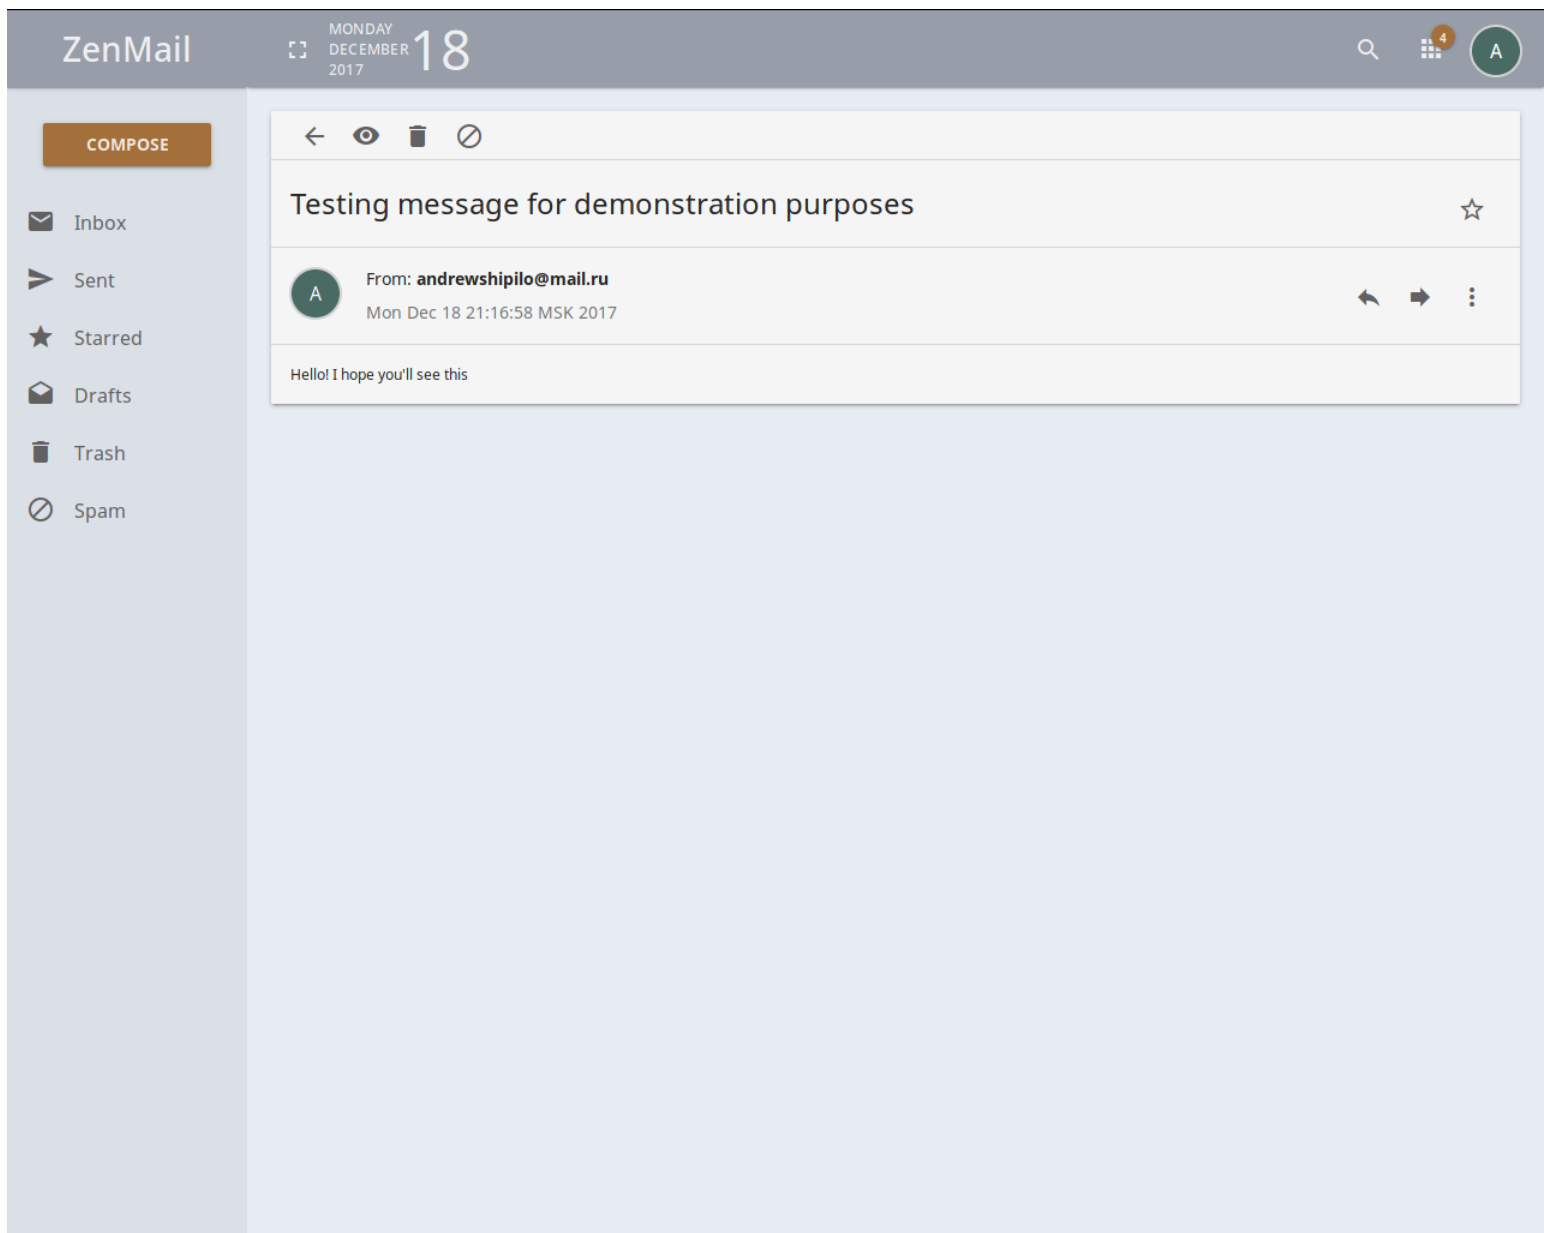 ZenMail
MONDAY
DECEMBER
2017
18
4
A
COMPOSE
Inbox
Sent
Starred
Drafts
Trash
Spam
Testing message for demonstration purposes
A
From: andrewshipilo@mail.ru
Mon Dec 18 21:16:58 MSK 2017
Hello! I hope you'll see this